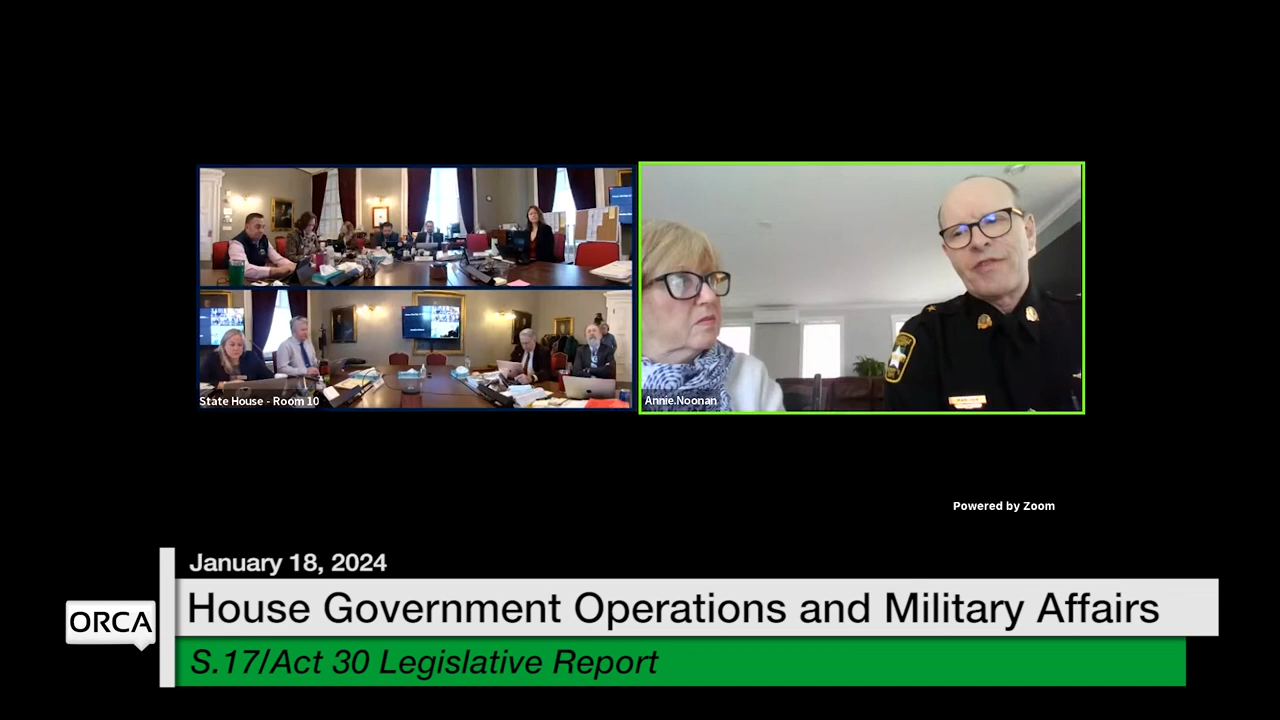 State House - Room 10
Annie.Noonan
Powered by Zoom
January 18, 2024
House Government Operations and Military Affairs
ORCA
S.17/Act 30 Legislative Report